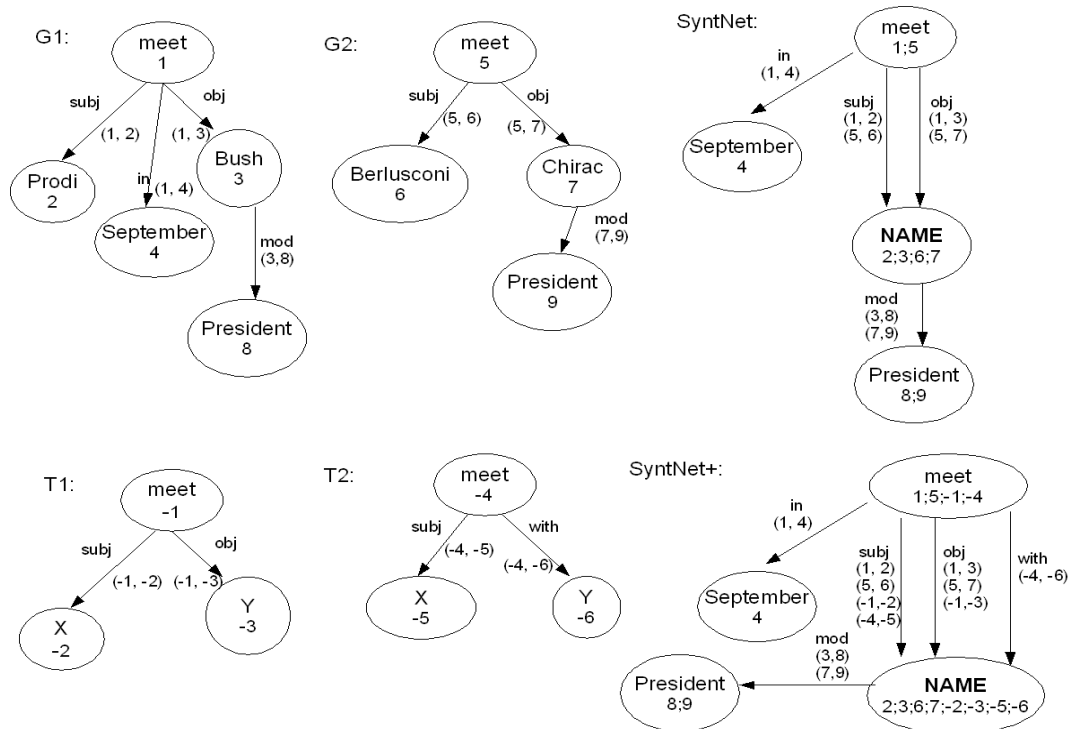 G1:
meet
1
subj
(1, 2)
in
(1, 4)
obj
(1, 3)
Prodi
2
September
4
Bush
3
mod
(3,8)
President
8
G2:
meet
5
subj
(5, 6)
obj
(5, 7)
Berlusconi
6
Chirac
7
mod
(7,9)
President
9
SyntNet:
meet
1;5
in
(1, 4)
September
4
subj
(1, 2)
(5, 6)
obj
(1, 3)
(5, 7)
NAME
2;3;6;7
mod
(3,8)
(7,9)
President
8;9
T1:
meet
-1
subj
(-1, -2)
obj
(-1, -3)
X
-2
Y
-3
T2:
meet
-4
subj
(-4, -5)
with
(-4, -6)
X
-5
Y
-6
SyntNet+:
meet
1;5;-1;-4
in
(1, 4)
September
4
subj
(1, 2)
(5, 6)
(-1,-2)
(-4,-5)
obj
(1, 3)
(5, 7)
(-1,-3)
with
(-4, -6)
mod
(3,8)
(7,9)
President
8;9
NAME
2;3;6;7;-2;-3;-5;-6